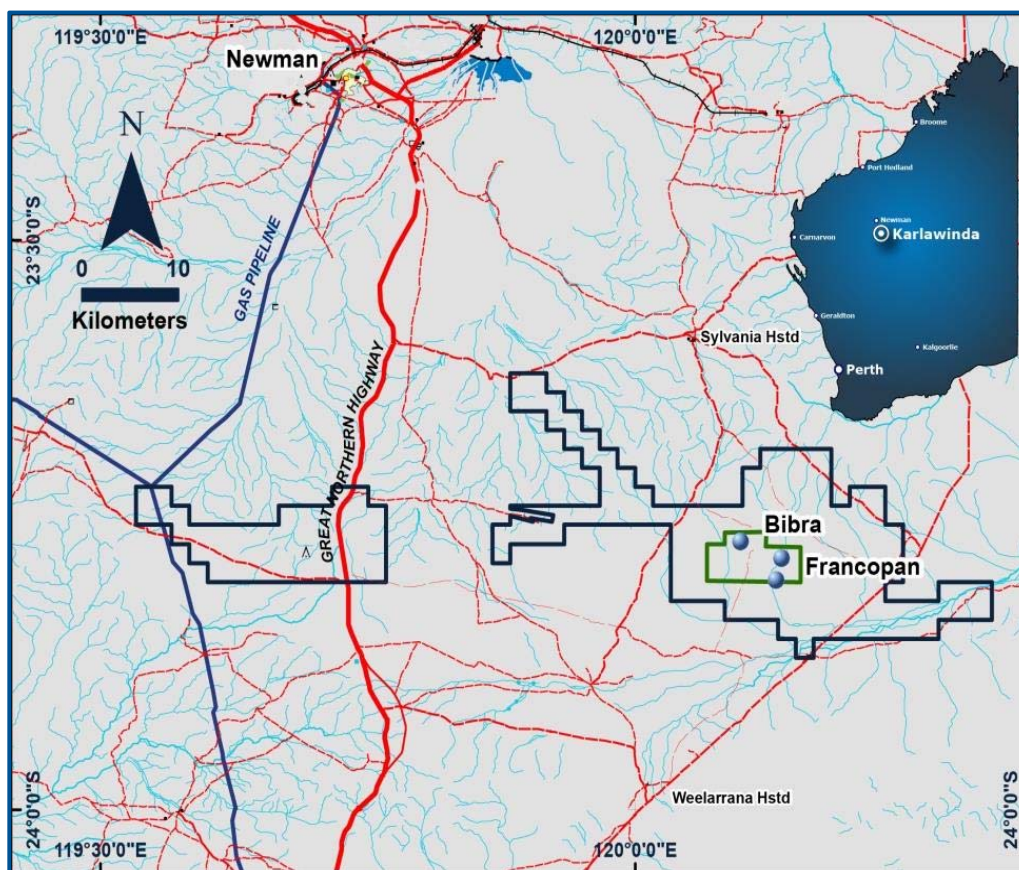 119°30'0"E
120°0'0"E
Newman
N
0 10
Kilometers
23°30'0"S
GAS PIPELINE
GREAT NORTHERN HIGHWAY
Broome
Port Hedland
Newman
Karlawinda
Carnarvon
Geraldton
Kalgoorlie
Perth
Sylvania Hstd
Bibra
Francopan
Weelarrana Hstd
24°0'0"S
24°0'0"S
119°30'0"E
120°0'0"E